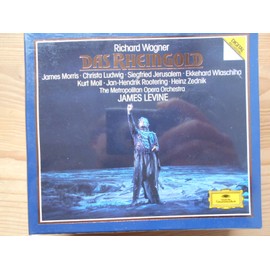 Richard Wagner
DAS RHEINGOLD
James Morris · Christa Ludwig · Siegfried Jerusalem · Ekkehard Wlaschiha
Kurt Moll · Jan-Hendrik Rootering · Heinz Zednik
The Metropolitan Opera Orchestra
JAMES LEVINE